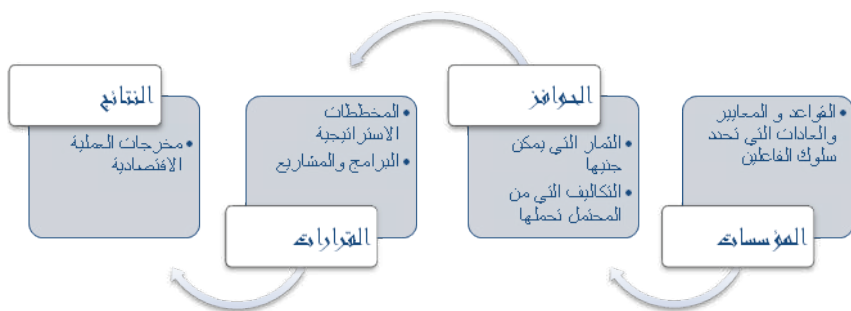 • القواعد و المعايير
والعادات التي تحدد
سلوك الفاعلين
المؤسسات
الحوافز
• الثمار التي يمكن
جنيها
• التكاليف التي من
المحتمل تحملها
• المخططات
الاستراتيجية
• البرامج والمشاريع
القرارات
النتائج
• مخرجات العملية
الاقتصادية